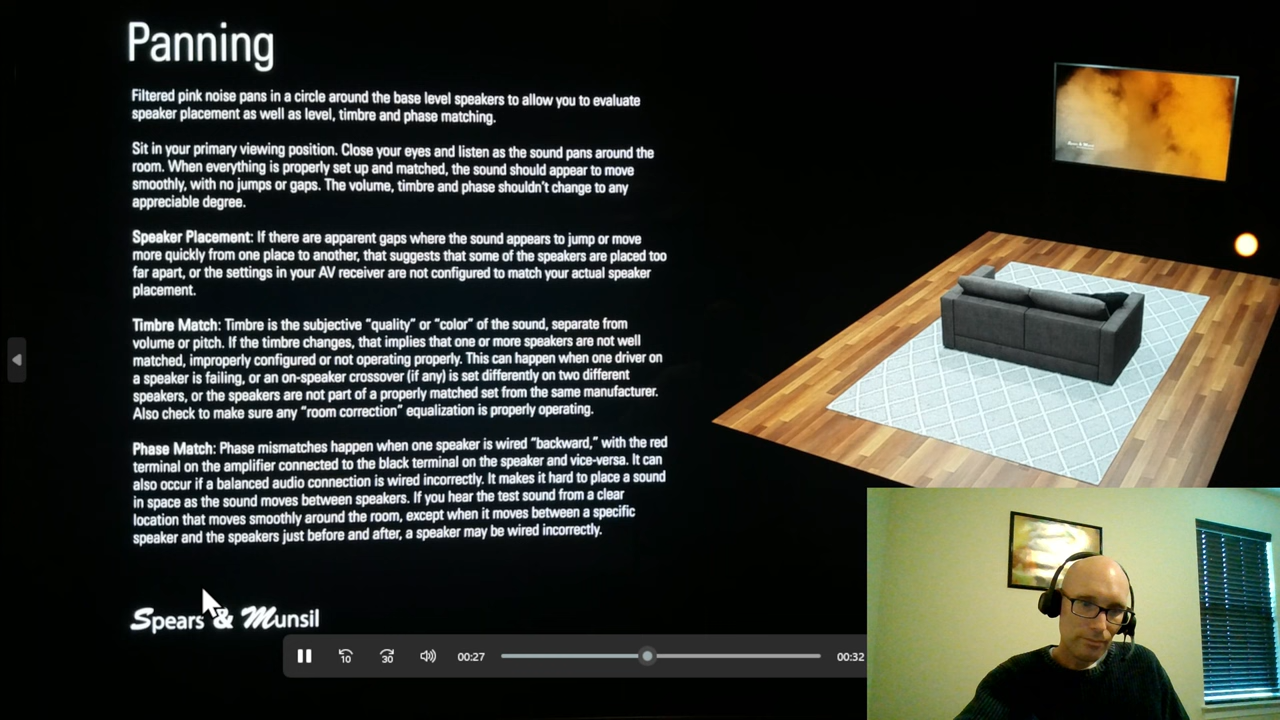 Panning
Filtered pink noise pans in a circle around the base level speakers to allow you to evaluate
speaker placement as well as level, timbre and phase matching.
Sit in your primary viewing position. Close your eyes and listen as the sound pans around the
room. When everything is properly set up and matched, the sound should appear to move
smoothly, with no jumps or gaps. The volume, timbre and phase shouldn't change to any
appreciable degree.
Speaker Placement: If there are apparent gaps where the sound appears to jump or move
more quickly from one place to another, that suggests that some of the speakers are placed too
far apart, or the settings in your AV receiver are not configured to match your actual speaker
placement.
Timbre Match: Timbre is the subjective "quality" or "color" of the sound, separate from
volume or pitch. If the timbre changes, that implies that one or more speakers are not well
matched, improperly configured or not operating properly. This can happen when one driver on
a speaker is failing, or an on-speaker crossover (if any) is set differently on two different
speakers, or the speakers are not part of a properly matched set from the same manufacturer.
Also check to make sure any "room correction" equalization is properly operating.
Phase Match: Phase mismatches happen when one speaker is wired "backward," with the red
terminal on the amplifier connected to the black terminal on the speaker and vice-versa. It can
also occur if a balanced audio connection is wired incorrectly. It makes it hard to place a sound
in space as the sound moves between speakers. If you hear the test sound from a clear
location that moves smoothly around the room, except when it moves between a specific
speaker and the speakers just before and after, a speaker may be wired incorrectly.
Spears & Munsil
10
30
00:27
00:32